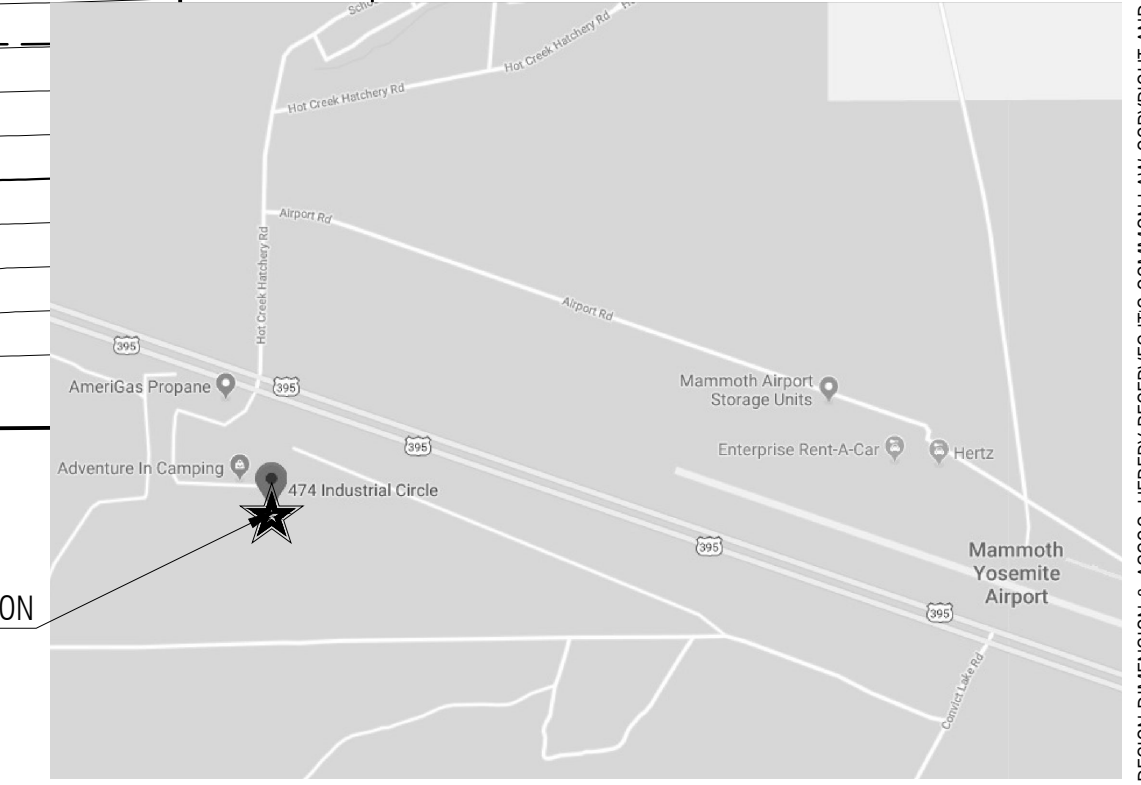 Hot Creek Hatchery Rd
Hot Creek Hatchery Rd
Airport Rd
Hot Creek Hatchery Rd
Airport Rd
395
AmeriGas Propane
395
Mammoth Airport
Storage Units
395
Enterprise Rent-A-Car
Hertz
Adventure In Camping
474 Industrial Circle
395
Mammoth
Yosemite
Airport
395
ON
Convict Lake Rd